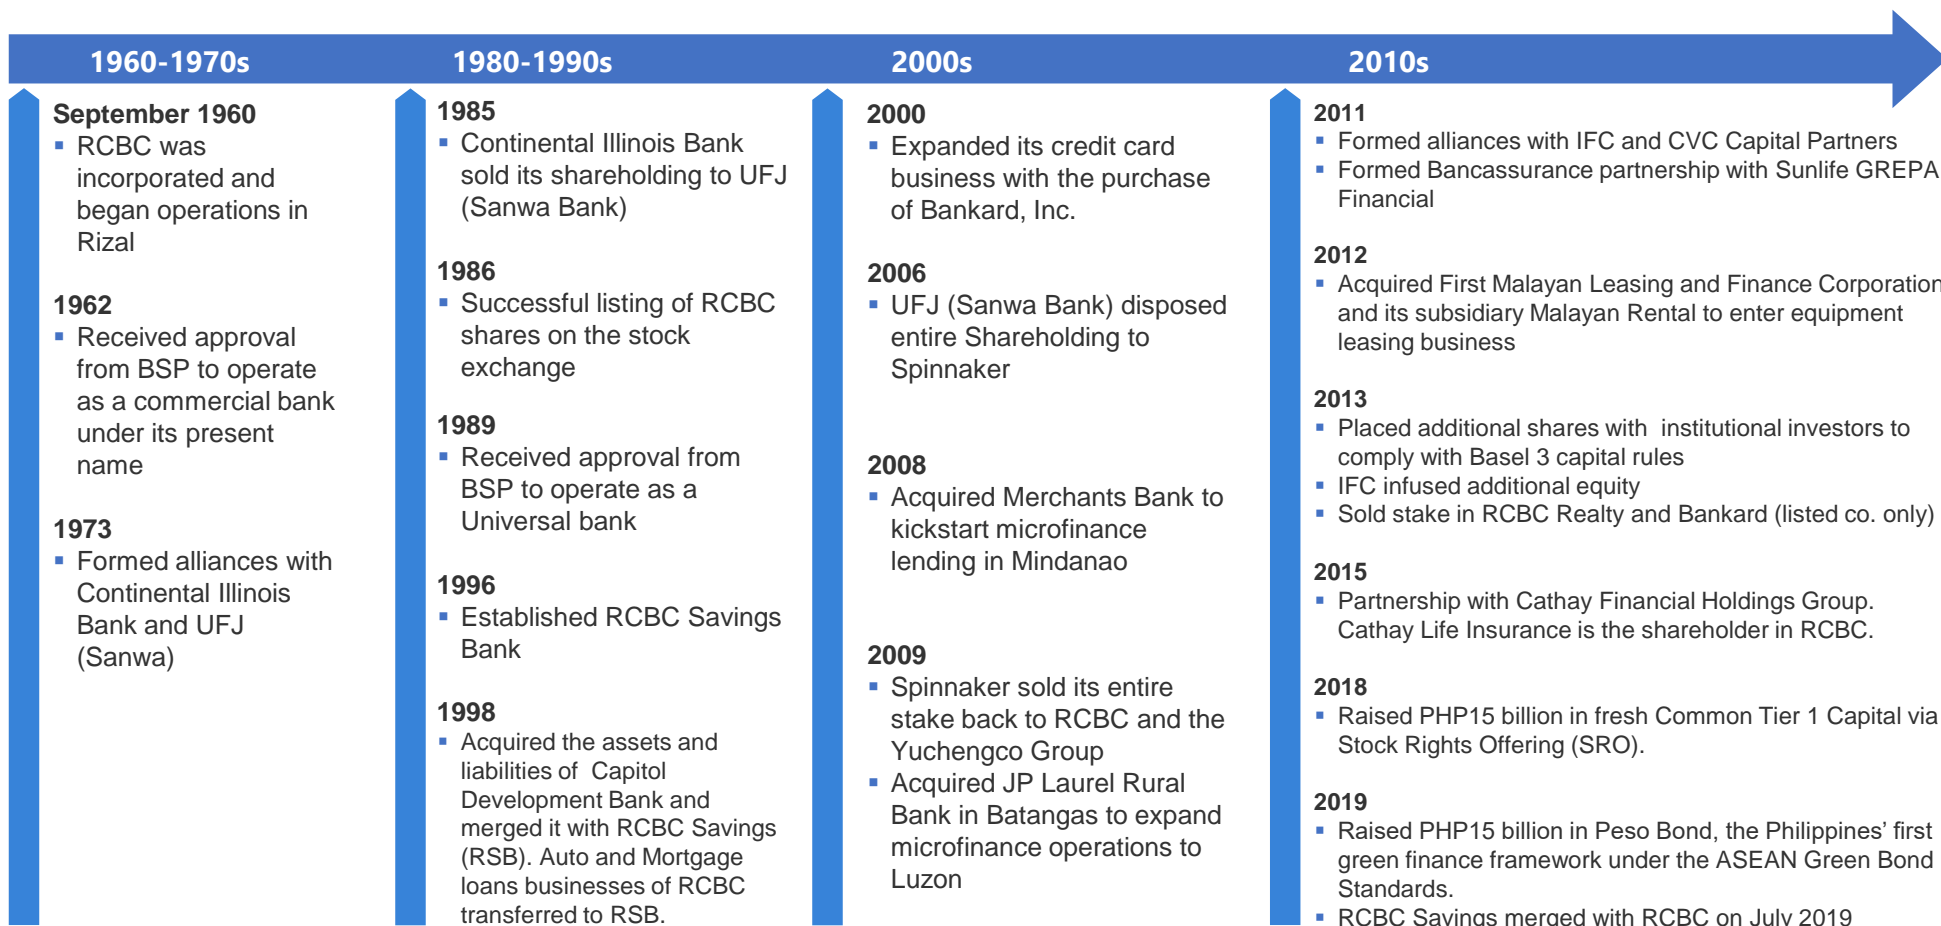 1960-1970s
1980-1990s
2000s
2010s
September 1960
▪ RCBC was
incorporated and
began operations in
Rizal
1962
▪ Received approval
from BSP to operate
as a commercial bank
under its present
name
1973
▪ Formed alliances with
Continental Illinois
Bank and UFJ
(Sanwa)
1985
▪ Continental Illinois Bank
sold its shareholding to UFJ
(Sanwa Bank)
1986
▪ Successful listing of RCBC
shares on the stock
exchange
1989
▪ Received approval from
BSP to operate as a
Universal bank
1996
▪ Established RCBC Savings
Bank
1998
▪ Acquired the assets and
liabilities of Capitol
Development Bank and
merged it with RCBC Savings
(RSB). Auto and Mortgage
loans businesses of RCBC
transferred to RSB.
2000
▪ Expanded its credit card
business with the purchase
of Bankard, Inc.
2006
▪ UFJ (Sanwa Bank) disposed
entire Shareholding to
Spinnaker
2008
▪ Acquired Merchants Bank to
kickstart microfinance
lending in Mindanao
2009
▪ Spinnaker sold its entire
stake back to RCBC and the
Yuchengco Group
▪ Acquired JP Laurel Rural
Bank in Batangas to expand
microfinance operations to
Luzon
2011
▪ Formed alliances with IFC and CVC Capital Partners
▪ Formed Bancassurance partnership with Sunlife GREPA
Financial
2012
▪ Acquired First Malayan Leasing and Finance Corporation
and its subsidiary Malayan Rental to enter equipment
leasing business
2013
▪ Placed additional shares with institutional investors to
comply with Basel 3 capital rules
▪ IFC infused additional equity
▪ Sold stake in RCBC Realty and Bankard (listed co. only)
2015
▪ Partnership with Cathay Financial Holdings Group.
Cathay Life Insurance is the shareholder in RCBC.
2018
▪ Raised PHP15 billion in fresh Common Tier 1 Capital via
Stock Rights Offering (SRO).
2019
▪ Raised PHP15 billion in Peso Bond, the Philippines’ first
green finance framework under the ASEAN Green Bond
Standards.
▪ RCBC Savings merged with RCBC on July 2019